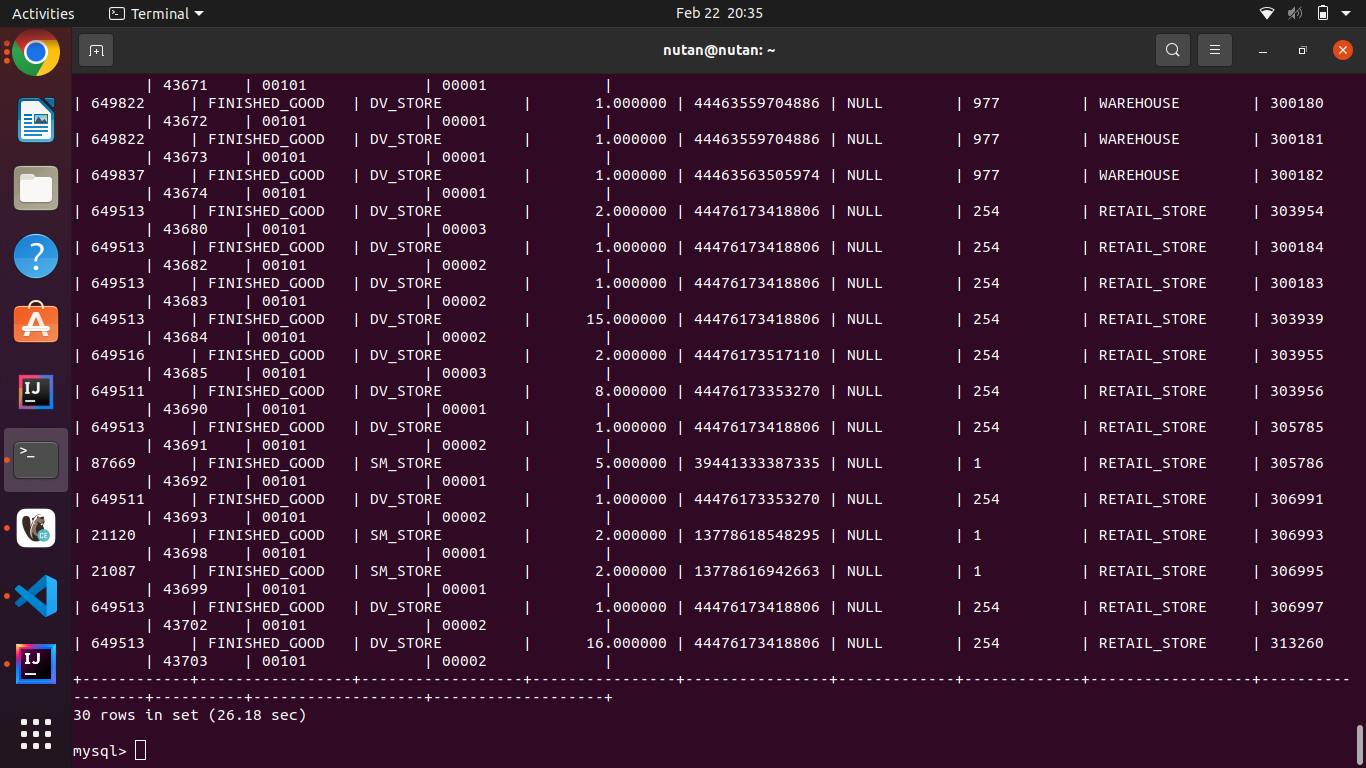 Activities Terminal Feb 22 20:35
nutan@nutan: ~
| 43671 | 00101 | 00001 |
| 649822 | FINISHED_GOOD | DV_STORE | 1.000000 | 44463559704886 | NULL | 977 | WAREHOUSE | 300180
| 43672 | 00101 | 00001 |
| 649822 | FINISHED_GOOD | DV_STORE | 1.000000 | 44463559704886 | NULL | 977 | WAREHOUSE | 300181
| 43673 | 00101 | 00001 |
| 649837 | FINISHED_GOOD | DV_STORE | 1.000000 | 44463563505974 | NULL | 977 | WAREHOUSE | 300182
| 43674 | 00101 | 00001 |
| 649513 | FINISHED_GOOD | DV_STORE | 2.000000 | 44476173418806 | NULL | 254 | RETAIL_STORE | 303954
| 43680 | 00101 | 00003 |
| 649513 | FINISHED_GOOD | DV_STORE | 1.000000 | 44476173418806 | NULL | 254 | RETAIL_STORE | 300184
| 43682 | 00101 | 00002 |
| 649513 | FINISHED_GOOD | DV_STORE | 1.000000 | 44476173418806 | NULL | 254 | RETAIL_STORE | 300183
| 43683 | 00101 | 00002 |
| 649513 | FINISHED_GOOD | DV_STORE | 15.000000 | 44476173418806 | NULL | 254 | RETAIL_STORE | 303939
| 43684 | 00101 | 00002 |
| 649516 | FINISHED_GOOD | DV_STORE | 2.000000 | 44476173517110 | NULL | 254 | RETAIL_STORE | 303955
| 43685 | 00101 | 00003 |
| 649511 | FINISHED_GOOD | DV_STORE | 8.000000 | 44476173353270 | NULL | 254 | RETAIL_STORE | 303956
| 43690 | 00101 | 00001 |
| 649513 | FINISHED_GOOD | DV_STORE | 1.000000 | 44476173418806 | NULL | 254 | RETAIL_STORE | 305785
| 43691 | 00101 | 00002 |
| 87669 | FINISHED_GOOD | SM_STORE | 5.000000 | 39441333387335 | NULL | 1 | RETAIL_STORE | 305786
| 43692 | 00101 | 00001 |
| 649511 | FINISHED_GOOD | DV_STORE | 1.000000 | 44476173353270 | NULL | 254 | RETAIL_STORE | 306991
| 43693 | 00101 | 00002 |
| 21120 | FINISHED_GOOD | SM_STORE | 2.000000 | 13778618548295 | NULL | 1 | RETAIL_STORE | 306993
| 43698 | 00101 | 00001 |
| 21087 | FINISHED_GOOD | SM_STORE | 2.000000 | 13778616942663 | NULL | 1 | RETAIL_STORE | 306995
| 43699 | 00101 | 00001 |
| 649513 | FINISHED_GOOD | DV_STORE | 1.000000 | 44476173418806 | NULL | 254 | RETAIL_STORE | 306997
| 43702 | 00101 | 00002 |
| 649513 | FINISHED_GOOD | DV_STORE | 16.000000 | 44476173418806 | NULL | 254 | RETAIL_STORE | 313260
| 43703 | 00101 | 00002 |
+------------+-----------------+------------------+----------------+----------------+-------------+-------------+------------------+----------
--------+----------+-------------------+-------------------+
30 rows in set (26.18 sec)
mysql>